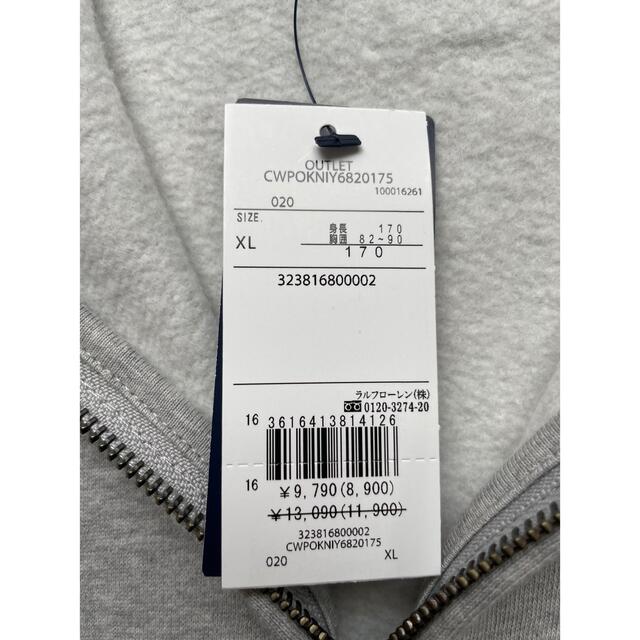 OUTLET
CWPOKNIY6820175
100016261
020
SIZE.
XL
身長 170
胸囲 82~90
170
323816800002
ラルフローレン(株)
0120-3274-20
16 3616413814126
16 ¥9,790(8,900)
¥13,090(11,900)
323816800002
CWPOKNIY6820175
020 XL